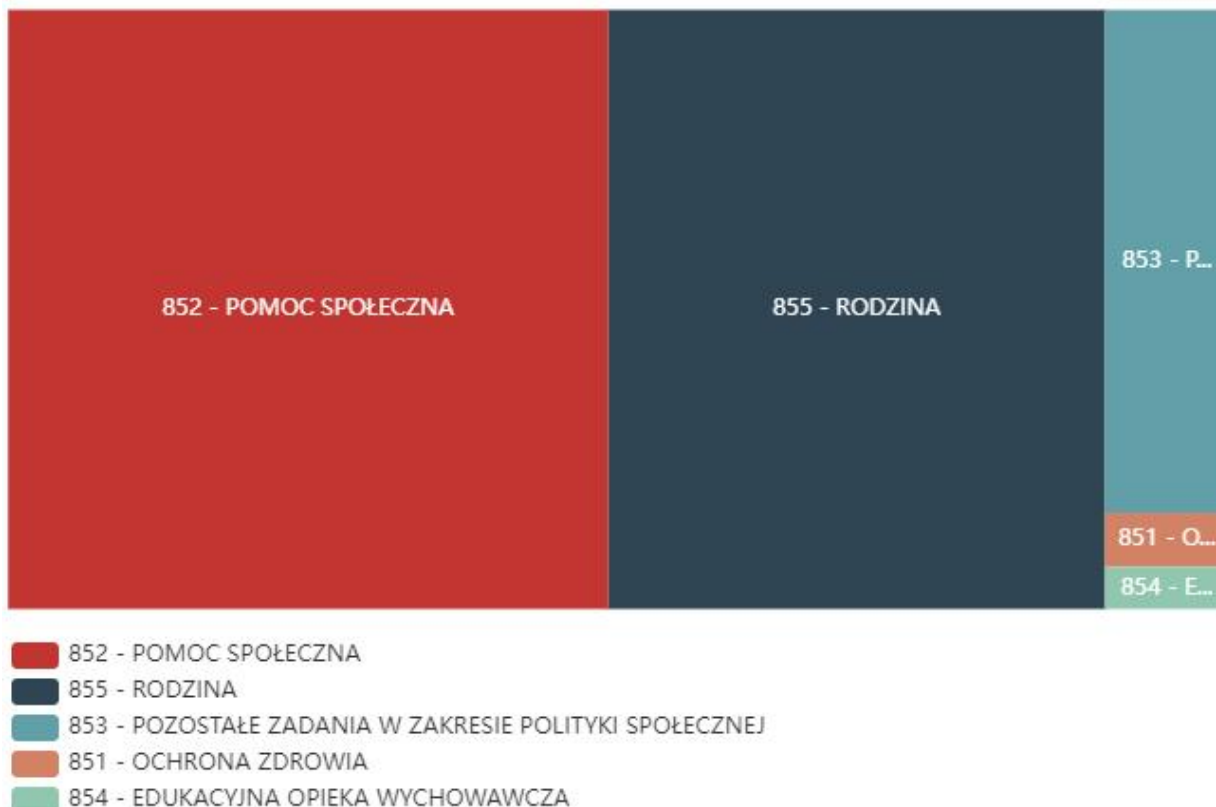 852 - POMOC SPOŁECZNA
855 - RODZINA
853 - P...
851 - O...
854 - E...
852 - POMOC SPOŁECZNA
855 - RODZINA
853 - POZOSTAŁE ZADANIA W ZAKRESIE POLITYKI SPOŁECZNEJ
851 - OCHRONA ZDROWIA
854 - EDUKACYJNA OPIEKA WYCHOWAWCZA